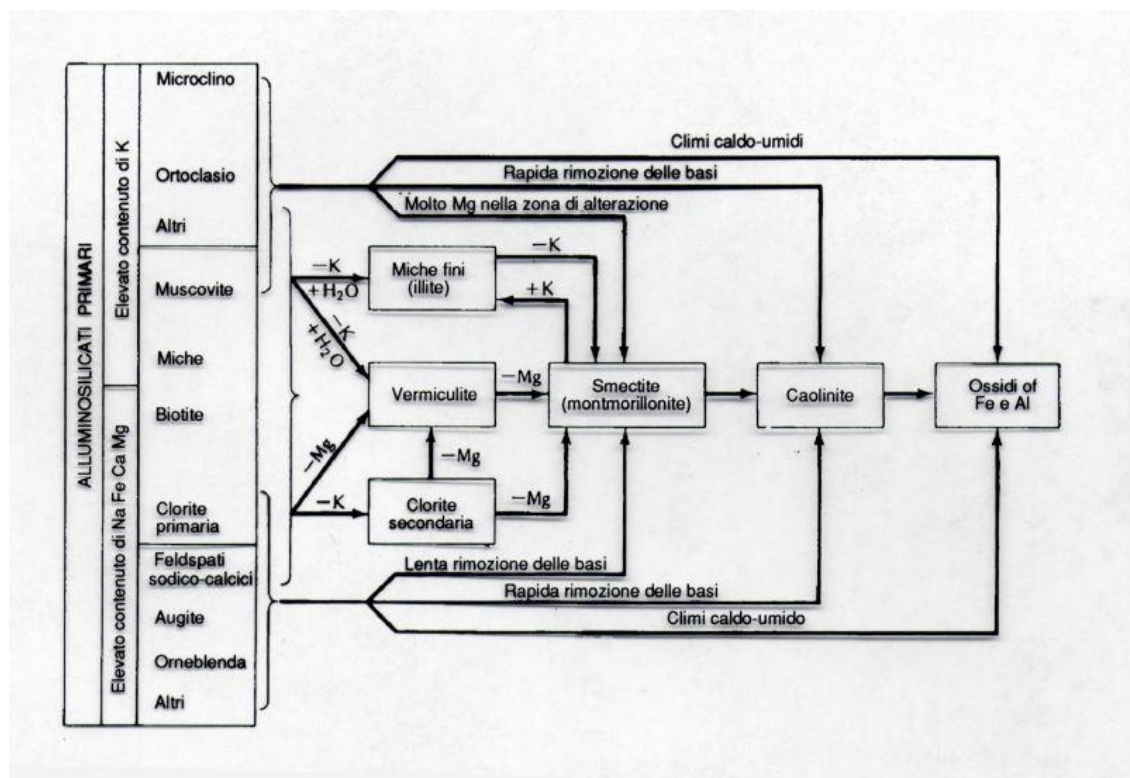 ALLUMINOSILICATI PRIMARI
Elevato contenuto di K
Elevato contenuto di Na Fe Ca Mg
Microclino
Ortoclasio
Altri
Muscovite
Miche
Biotite
Clorite
primaria
Feldspati
sodico-calcici
Augite
Orneblenda
Altri
Climi caldo-umidi
Rapida rimozione delle basi
Molto Mg nella zona di alterazione
−K
+H₂O
−K
+H₂O
Miche fini
(illite)
−K
+K
Vermiculite
−Mg
Smectite
(montmorillonite)
Caolinite
Ossidi of
Fe e Al
−Mg
−K
−Mg
Clorite
secondaria
−Mg
Lenta rimozione delle basi
Rapida rimozione delle basi
Climi caldo-umido